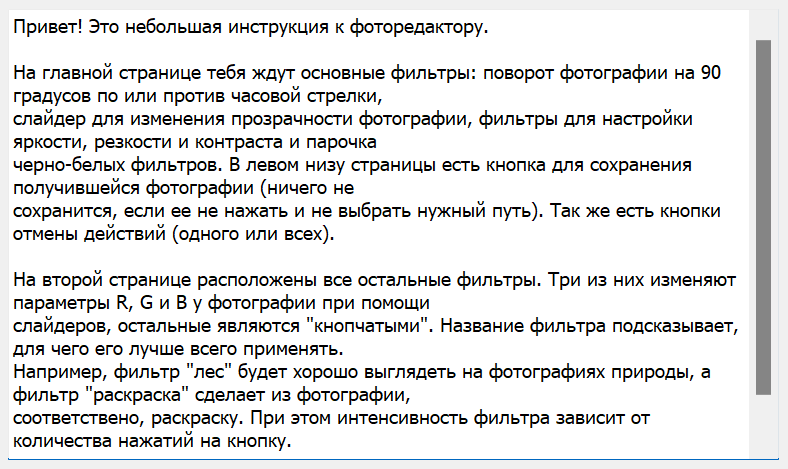 Привет! Это небольшая инструкция к фоторедактору.
На главной странице тебя ждут основные фильтры: поворот фотографии на 90
градусов по или против часовой стрелки,
слайдер для изменения прозрачности фотографии, фильтры для настройки
яркости, резкости и контраста и парочка
черно-белых фильтров. В левом низу страницы есть кнопка для сохранения
получившейся фотографии (ничего не
сохранится, если ее не нажать и не выбрать нужный путь). Так же есть кнопки
отмены действий (одного или всех).
На второй странице расположены все остальные фильтры. Три из них изменяют
параметры R, G и B у фотографии при помощи
слайдеров, остальные являются "кнопчатыми". Название фильтра подсказывает,
для чего его лучше всего применять.
Например, фильтр "лес" будет хорошо выглядеть на фотографиях природы, а
фильтр "раскраска" сделает из фотографии,
соответствено, раскраску. При этом интенсивность фильтра зависит от
количества нажатий на кнопку.